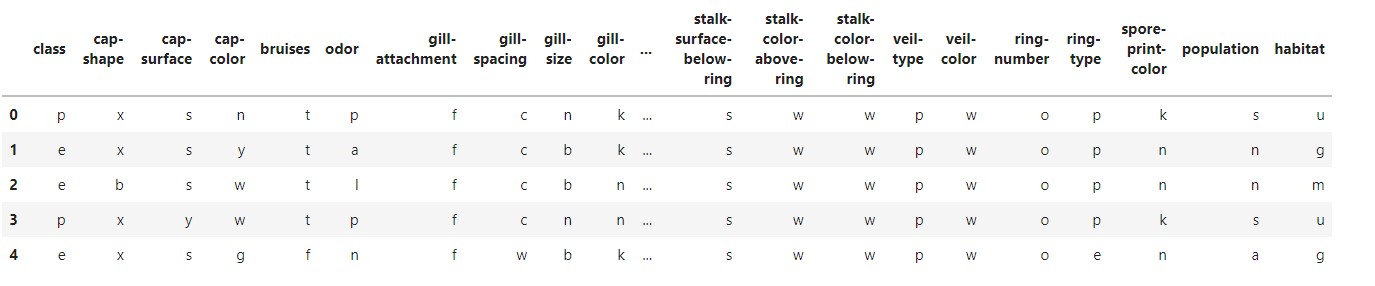 class cap-shape cap-surface cap-color bruises odor gill-attachment gill-spacing gill-size gill-color ... stalk-surface-below-ring stalk-color-above-ring stalk-color-below-ring veil-type veil-color ring-number ring-type spore-print-color population habitat
0 p x s n t p f c n k ... s w w p w o p k s u
1 e x s y t a f c b k ... s w w p w o p n n g
2 e b s w t l f c b n ... s w w p w o p n n m
3 p x y w t p f c n n ... s w w p w o p k s u
4 e x s g f n f w b k ... s w w p w o e n a g